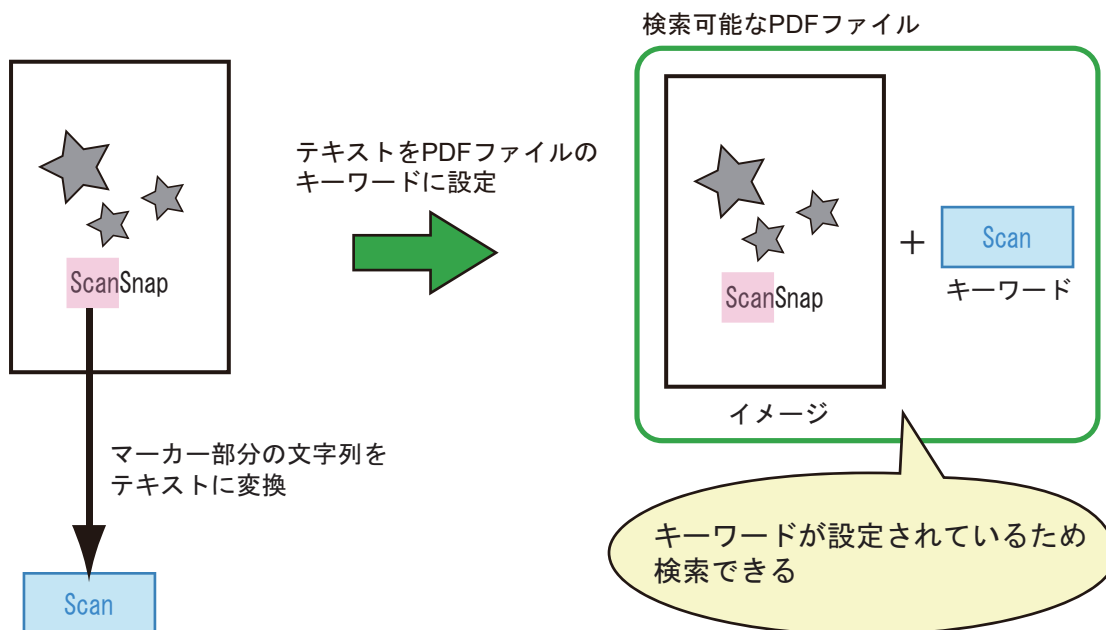 検索可能なPDFファイル
テキストをPDFファイルの
キーワードに設定
ScanSnap
マーカー部分の文字列を
テキストに変換
Scan
ScanSnap
イメージ
+
Scan
キーワード
キーワードが設定されているため
検索できる